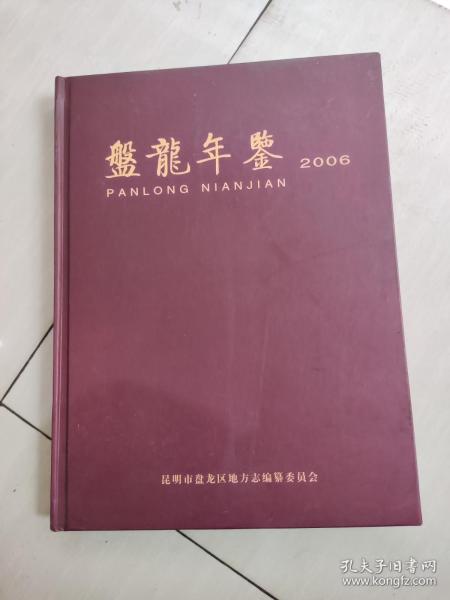 盤龍年鑒 2006
PANLONG NIANJIAN
昆明市盘龙区地方志编纂委员会
孔夫子旧书网
www.kongfz.com